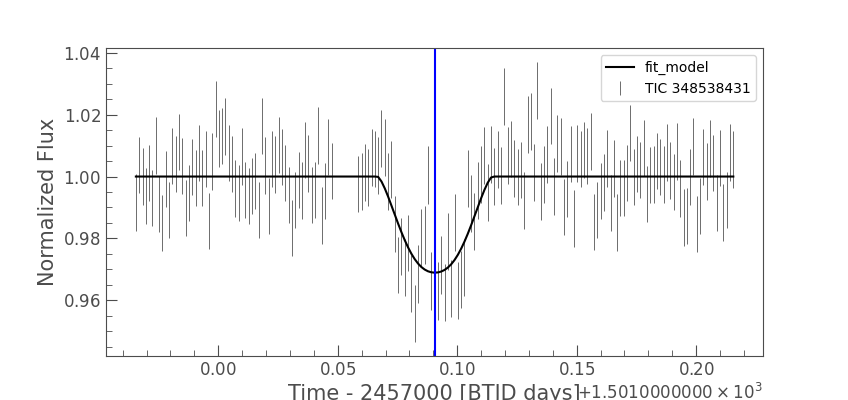 1.04
1.02
1.00
0.98
0.96
Normalized Flux
fit_model
TIC 348538431
0.00
0.05
0.10
0.15
0.20
Time - 2457000 [BTJD days]
+1.5010000000 × 10³